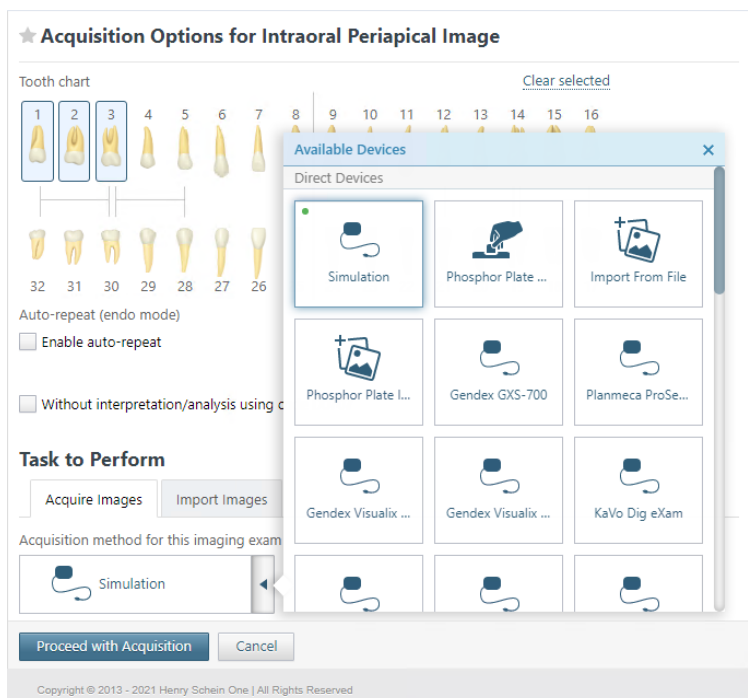 Acquisition Options for Intraoral Periapical Image
Tooth chart
Clear selected
1 2 3 4 5 6 7 8 9 10 11 12 13 14 15 16
Available Devices
Direct Devices
Simulation
Phosphor Plate ...
Import From File
32 31 30 29 28 27 26
Auto-repeat (endo mode)
Enable auto-repeat
Phosphor Plate I...
Gendex GXS-700
Planmeca ProSe...
Without interpretation/analysis using c
Task to Perform
Acquire Images
Import Images
Gendex Visualix ...
Gendex Visualix ...
KaVo Dig eXam
Acquisition method for this imaging exam
Simulation
Proceed with Acquisition
Cancel
Copyright © 2013 - 2021 Henry Schein One | All Rights Reserved